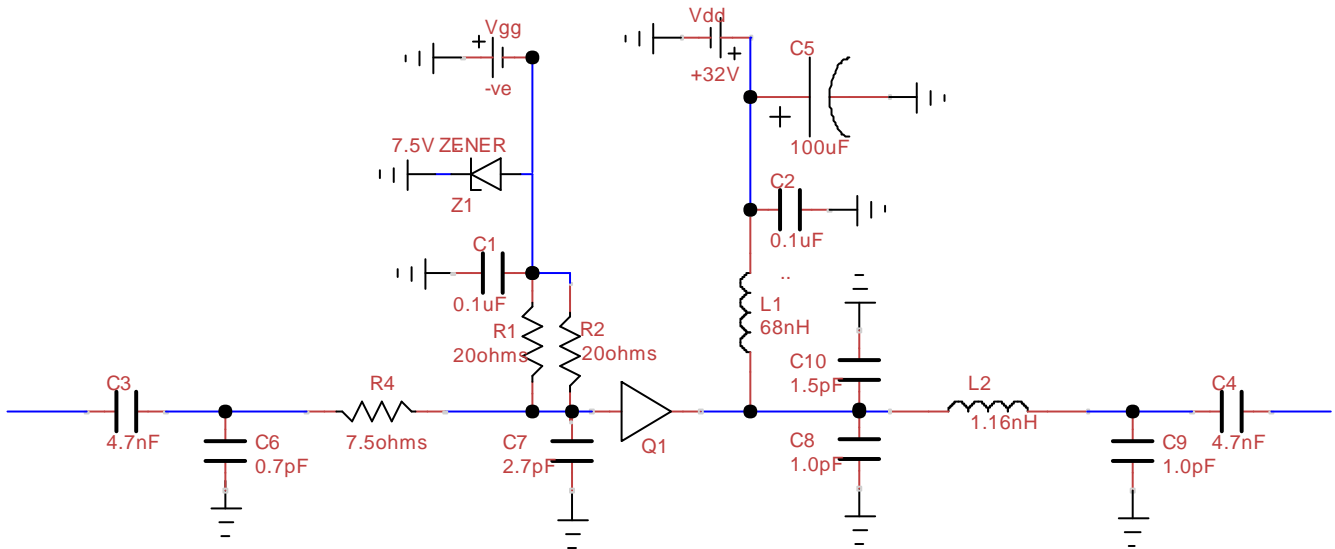 Vgg
+
-ve
Vdd
+
+32V
C5
+
100uF
7.5V ZENER
Z1
C2
0.1uF
C1
0.1uF
..
L1
68nH
R1
20ohms
R2
20ohms
C10
1.5pF
C3
4.7nF
R4
7.5ohms
L2
1.16nH
C4
4.7nF
C6
0.7pF
C7
2.7pF
Q1
C8
1.0pF
C9
1.0pF